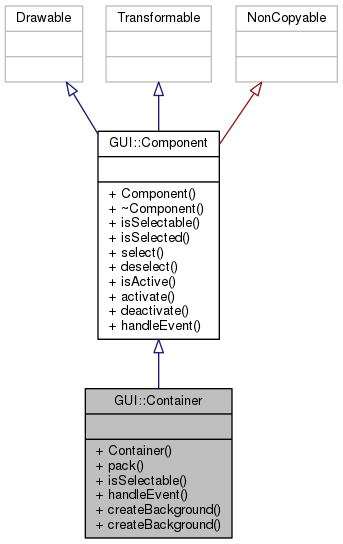 Drawable
Transformable
NonCopyable
GUI::Component
+ Component()
+ ~Component()
+ isSelectable()
+ isSelected()
+ select()
+ deselect()
+ isActive()
+ activate()
+ deactivate()
+ handleEvent()
GUI::Container
+ Container()
+ pack()
+ isSelectable()
+ handleEvent()
+ createBackground()
+ createBackground()